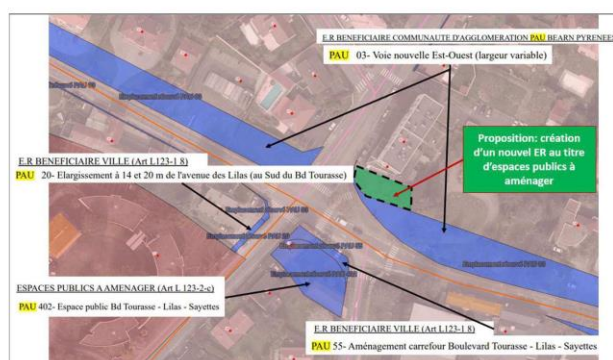 E.R BENEFICIAIRE COMMUNAUTE D'AGGLOMERATION PAU BEARN PYRENEES
PAU 03- Voie nouvelle Est-Ouest (largeur variable)
Proposition: création
d'un nouvel ER au titre
d'espaces publics à
aménager
E.R BENEFICIAIRE VILLE (Art L123-1 8)
PAU 20- Elargissement à 14 et 20 m de l'avenue des Lilas (au Sud du Bd Tourasse)
ESPACES PUBLICS A AMENAGER (Art L 123-2-c)
PAU 402- Espace public Bd Tourasse - Lilas - Sayettes
E.R BENEFICIAIRE VILLE (Art L123-1 8)
PAU 55- Aménagement carrefour Boulevard Tourasse - Lilas - Sayettes